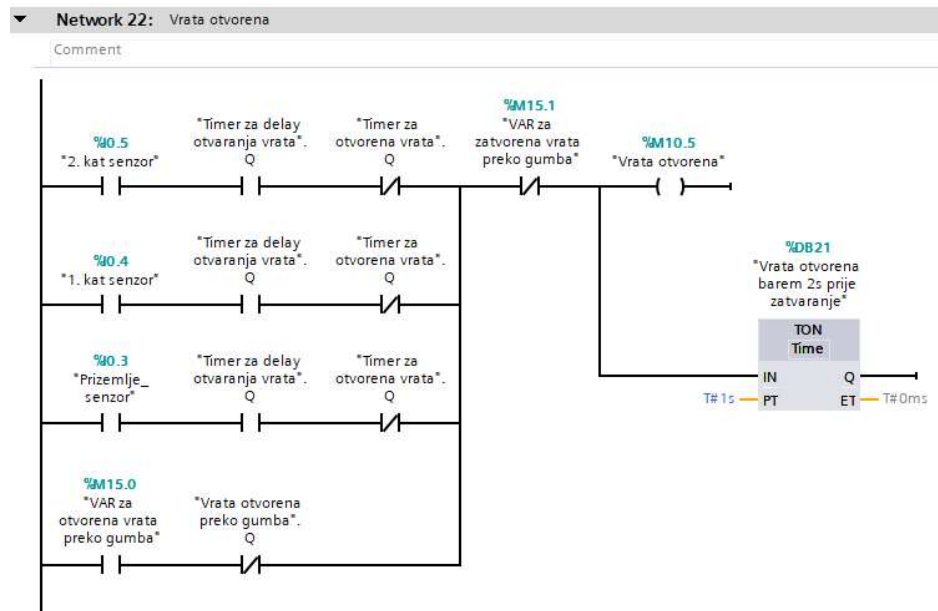 Network 22: Vrata otvorena
Comment
%I0.5
"2. kat senzor"
"Timer za delay
otvaranja vrata".
Q
"Timer za
otvorena vrata".
Q
%M15.1
"VAR za
zatvorena vrata
preko gumba"
%M10.5
"Vrata otvorena"
%I0.4
"1. kat senzor"
"Timer za delay
otvaranja vrata".
Q
"Timer za
otvorena vrata".
Q
%DB21
"Vrata otvorena
barem 2s prije
zatvaranje"
TON
Time
IN
Q
T#1s
PT
ET
T#0ms
%I0.3
"Prizemlje_
senzor"
"Timer za delay
otvaranja vrata".
Q
"Timer za
otvorena vrata".
Q
%M15.0
"VAR za
otvorena vrata
preko gumba"
"Vrata otvorena
preko gumba".
Q